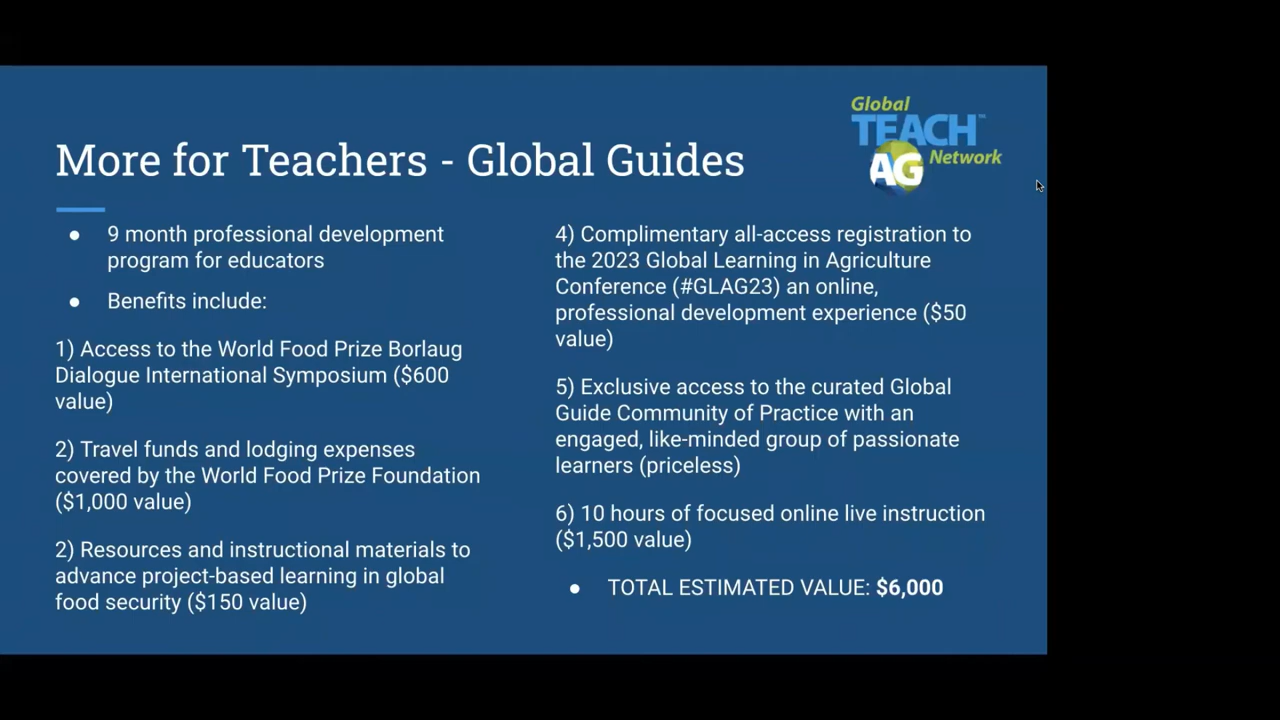 Global
TEACH™
AG Network
More for Teachers - Global Guides
● 9 month professional development
program for educators
● Benefits include:
1) Access to the World Food Prize Borlaug
Dialogue International Symposium ($600
value)
2) Travel funds and lodging expenses
covered by the World Food Prize Foundation
($1,000 value)
2) Resources and instructional materials to
advance project-based learning in global
food security ($150 value)
4) Complimentary all-access registration to
the 2023 Global Learning in Agriculture
Conference (#GLAG23) an online,
professional development experience ($50
value)
5) Exclusive access to the curated Global
Guide Community of Practice with an
engaged, like-minded group of passionate
learners (priceless)
6) 10 hours of focused online live instruction
($1,500 value)
● TOTAL ESTIMATED VALUE: $6,000